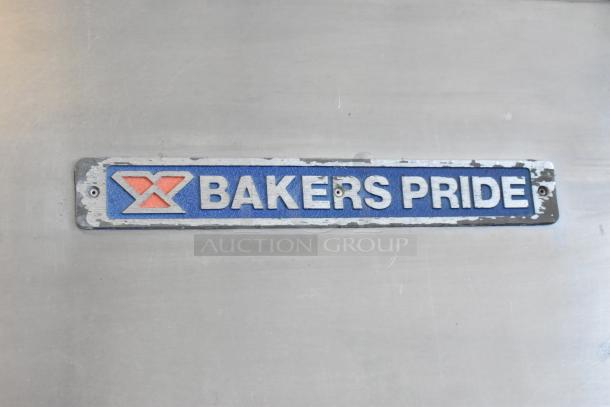 BAKERS PRIDE
AUCTION GROUP